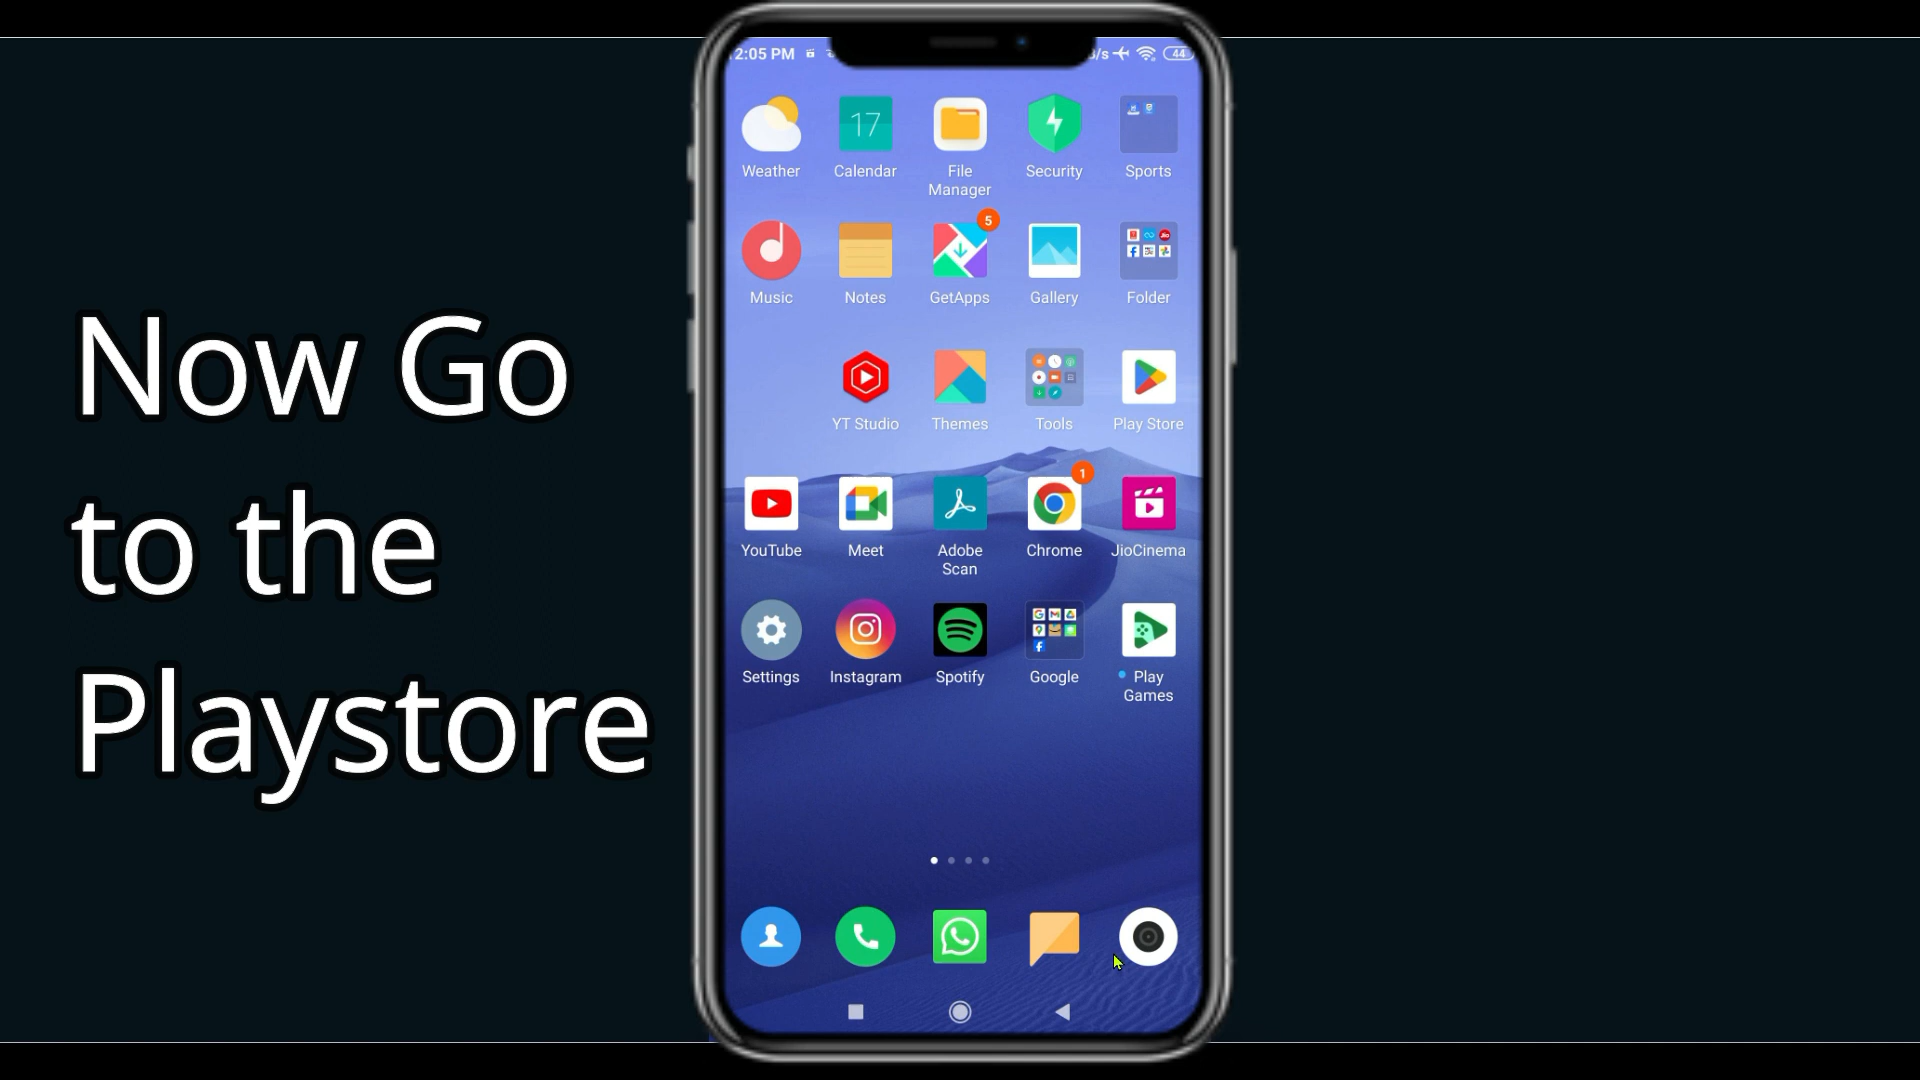 Now Go
to the
Playstore
2:05 PM
/s
44
17
Weather
Calendar
File
Manager
Security
Sports
5
Music
Notes
GetApps
Gallery
Folder
YT Studio
Themes
Tools
Play Store
1
YouTube
Meet
Adobe
Scan
Chrome
JioCinema
Settings
Instagram
Spotify
Google
Play
Games